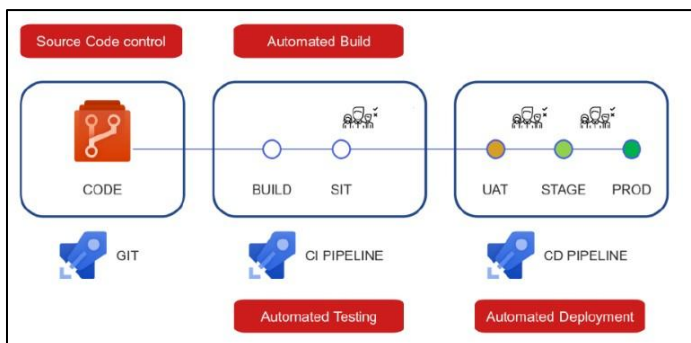 Source Code control
Automated Build
CODE
BUILD
SIT
UAT
STAGE
PROD
GIT
CI PIPELINE
CD PIPELINE
Automated Testing
Automated Deployment